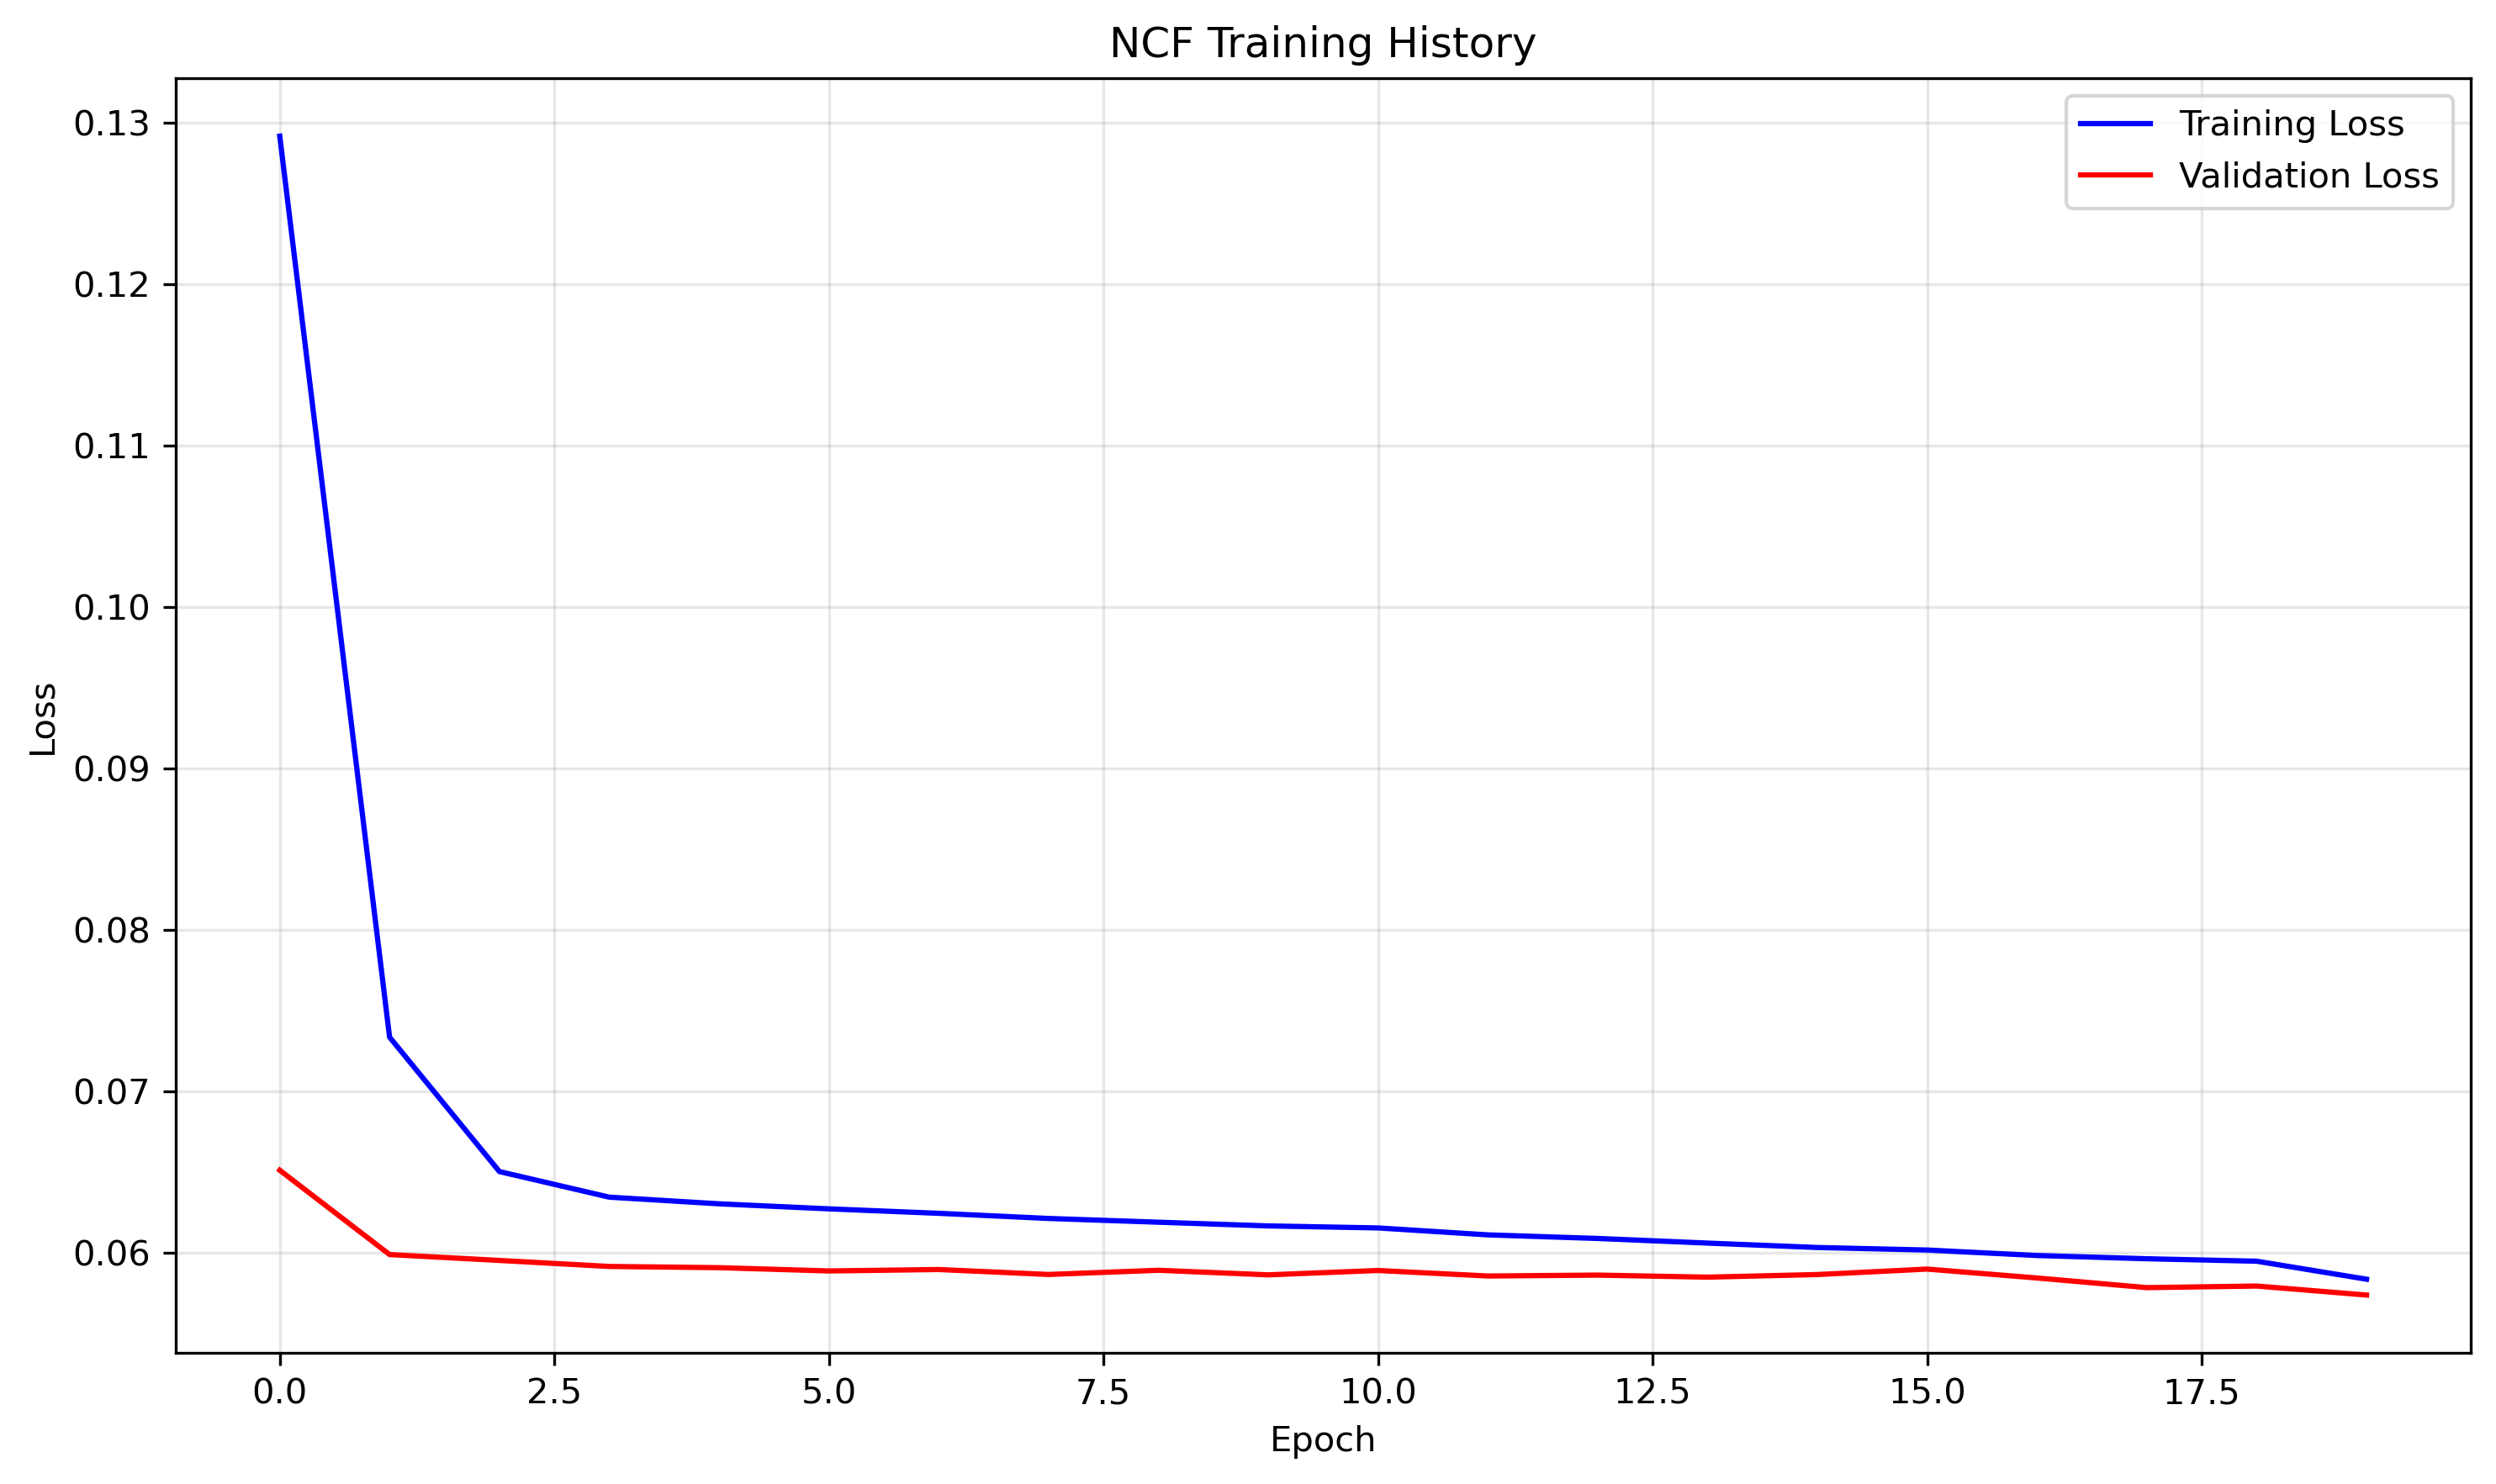 NCF Training History
Training Loss
Validation Loss
0.13
0.12
0.11
0.10
0.09
0.08
0.07
0.06
Loss
0.0 2.5 5.0 7.5 10.0 12.5 15.0 17.5
Epoch